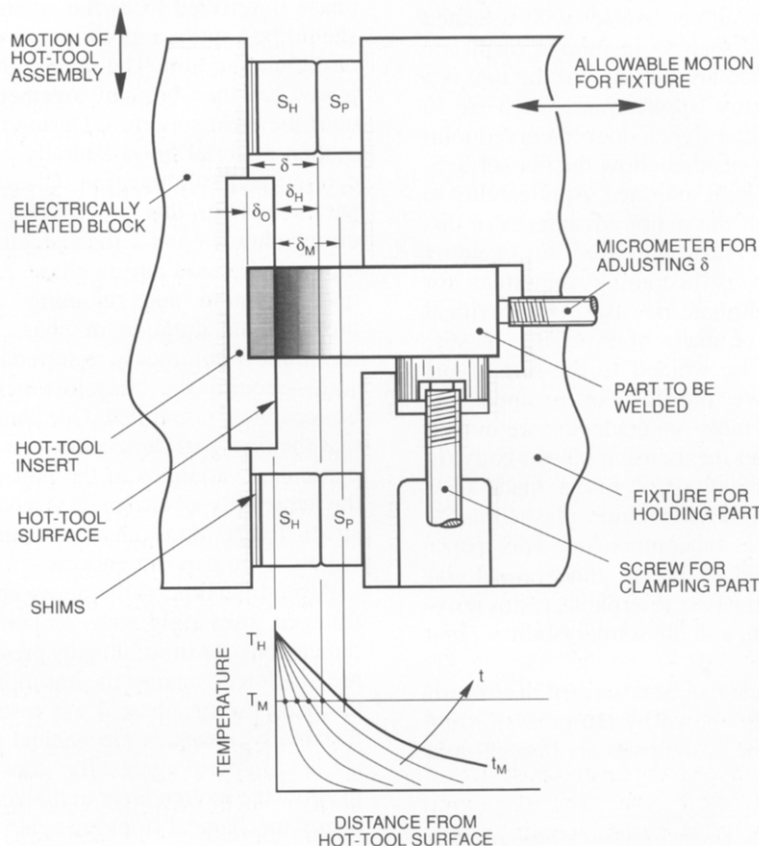 MOTION OF
HOT-TOOL
ASSEMBLY
ALLOWABLE MOTION
FOR FIXTURE
S_H S_P
δ
δ_H
δ_O
δ_M
ELECTRICALLY
HEATED BLOCK
MICROMETER FOR
ADJUSTING δ
PART TO BE
WELDED
HOT-TOOL
INSERT
HOT-TOOL
SURFACE
FIXTURE FOR
HOLDING PART
S_H S_P
SCREW FOR
CLAMPING PART
SHIMS
T_H
t
T_M
TEMPERATURE
t_M
DISTANCE FROM
HOT-TOOL SURFACE